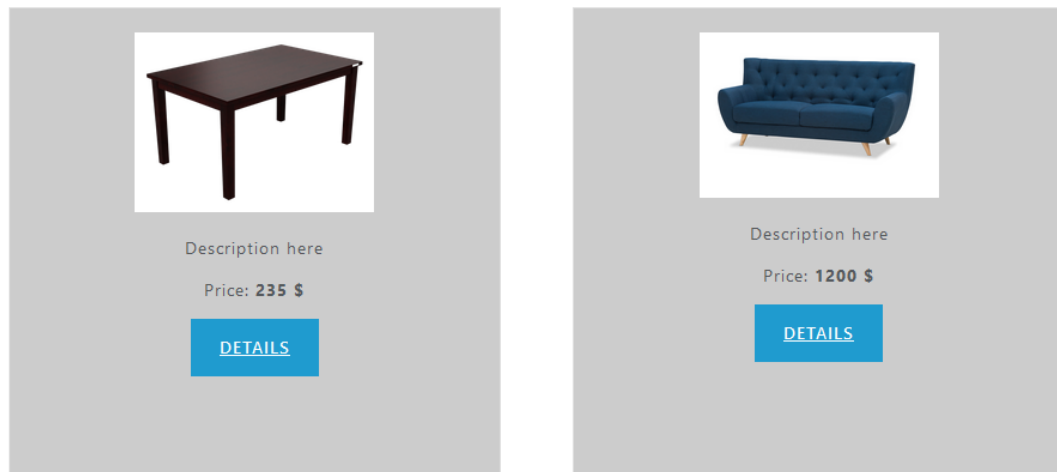 Description here
Price: 235 $
DETAILS
Description here
Price: 1200 $
DETAILS